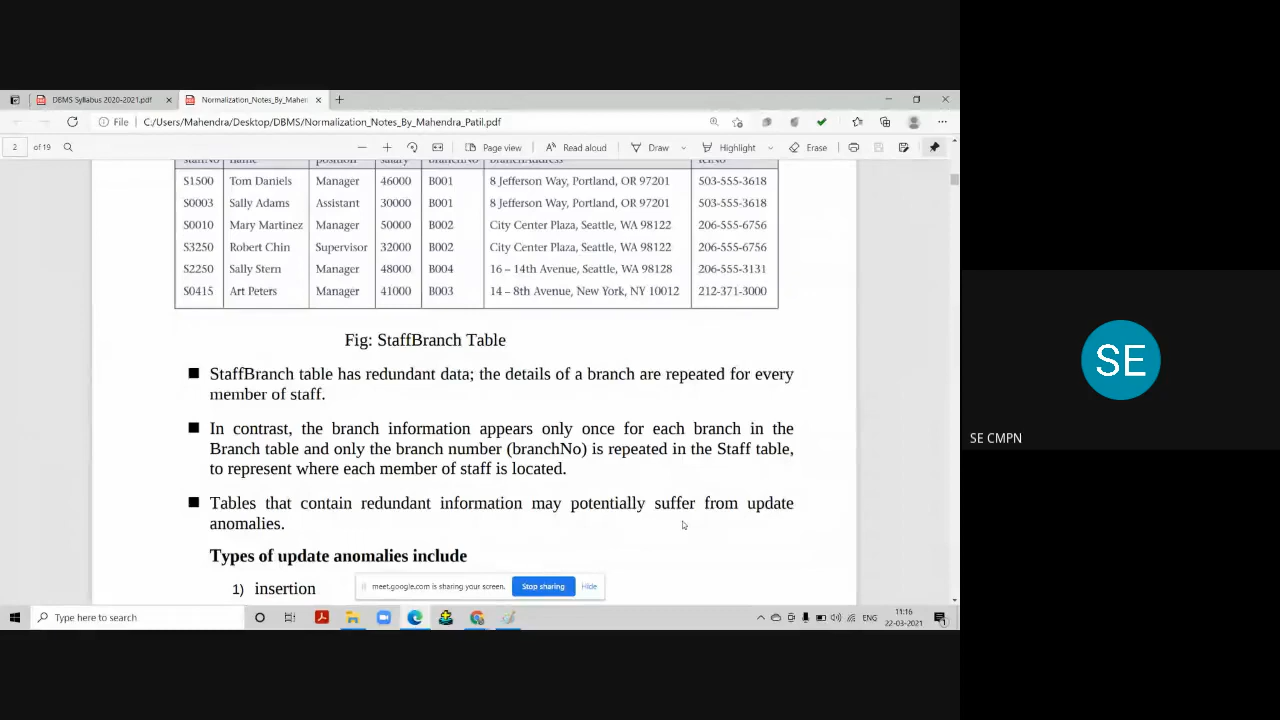 DBMS Syllabus 2020-2021.pdf
Normalization_Notes_By_Mahen
File
C:/Users/Mahendra/Desktop/DBMS/Normalization_Notes_By_Mahendra_Patil.pdf
2 of 19
Page view
Read aloud
Draw
Highlight
Erase
staffNo name position salary branchNo branchAddress telNo
S1500 Tom Daniels Manager 46000 B001 8 Jefferson Way, Portland, OR 97201 503-555-3618
S0003 Sally Adams Assistant 30000 B001 8 Jefferson Way, Portland, OR 97201 503-555-3618
S0010 Mary Martinez Manager 50000 B002 City Center Plaza, Seattle, WA 98122 206-555-6756
S3250 Robert Chin Supervisor 32000 B002 City Center Plaza, Seattle, WA 98122 206-555-6756
S2250 Sally Stern Manager 48000 B004 16 – 14th Avenue, Seattle, WA 98128 206-555-3131
S0415 Art Peters Manager 41000 B003 14 – 8th Avenue, New York, NY 10012 212-371-3000
Fig: StaffBranch Table
■ StaffBranch table has redundant data; the details of a branch are repeated for every
member of staff.
■ In contrast, the branch information appears only once for each branch in the
Branch table and only the branch number (branchNo) is repeated in the Staff table,
to represent where each member of staff is located.
■ Tables that contain redundant information may potentially suffer from update
anomalies.
Types of update anomalies include
1) insertion
meet.google.com is sharing your screen.
Stop sharing
Hide
Type here to search
ENG
11:16
22-03-2021
SE
SE CMPN